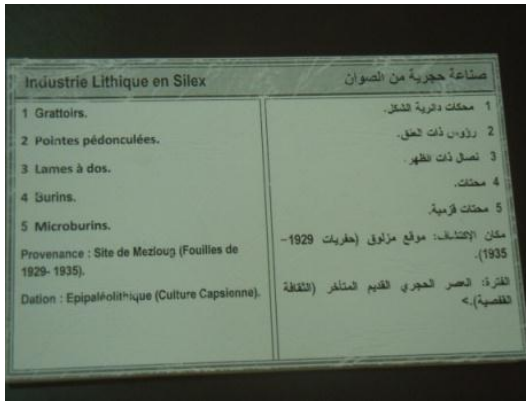 Industrie Lithique en Silex
1 Grattoirs.
2 Pointes pédonculées.
3 Lames à dos.
4 Burins.
5 Microburins.
Provenance : Site de Mezloug (Fouilles de
1929- 1935).
Dation : Epipaléolithique (Culture Capsienne).
صناعة حجرية من الصوان
1 محكات دائرية الشكل.
2 رؤوس ذات العنق.
3 نصال ذات الظهر.
4 محتات.
5 محتات قزمية.
مكان الإكتشاف: موقع مزلوق (حفريات 1929–
1935).
الفترة: العصر الحجري القديم المتأخر (الثقافة
القفصية).>